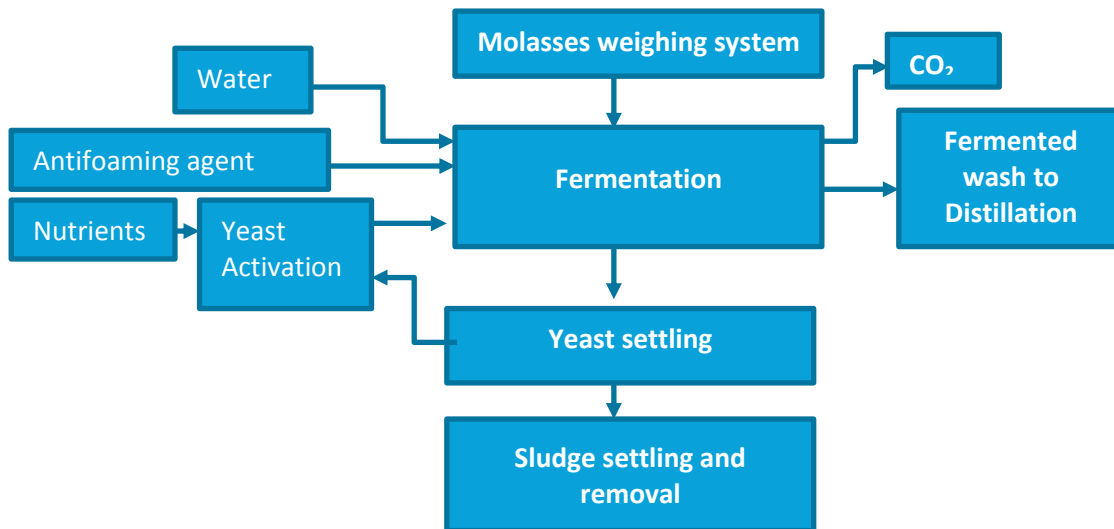 Molasses weighing system
CO₂
Water
Fermented
wash to
Distillation
Antifoaming agent
Fermentation
Nutrients
Yeast
Activation
Yeast settling
Sludge settling and
removal